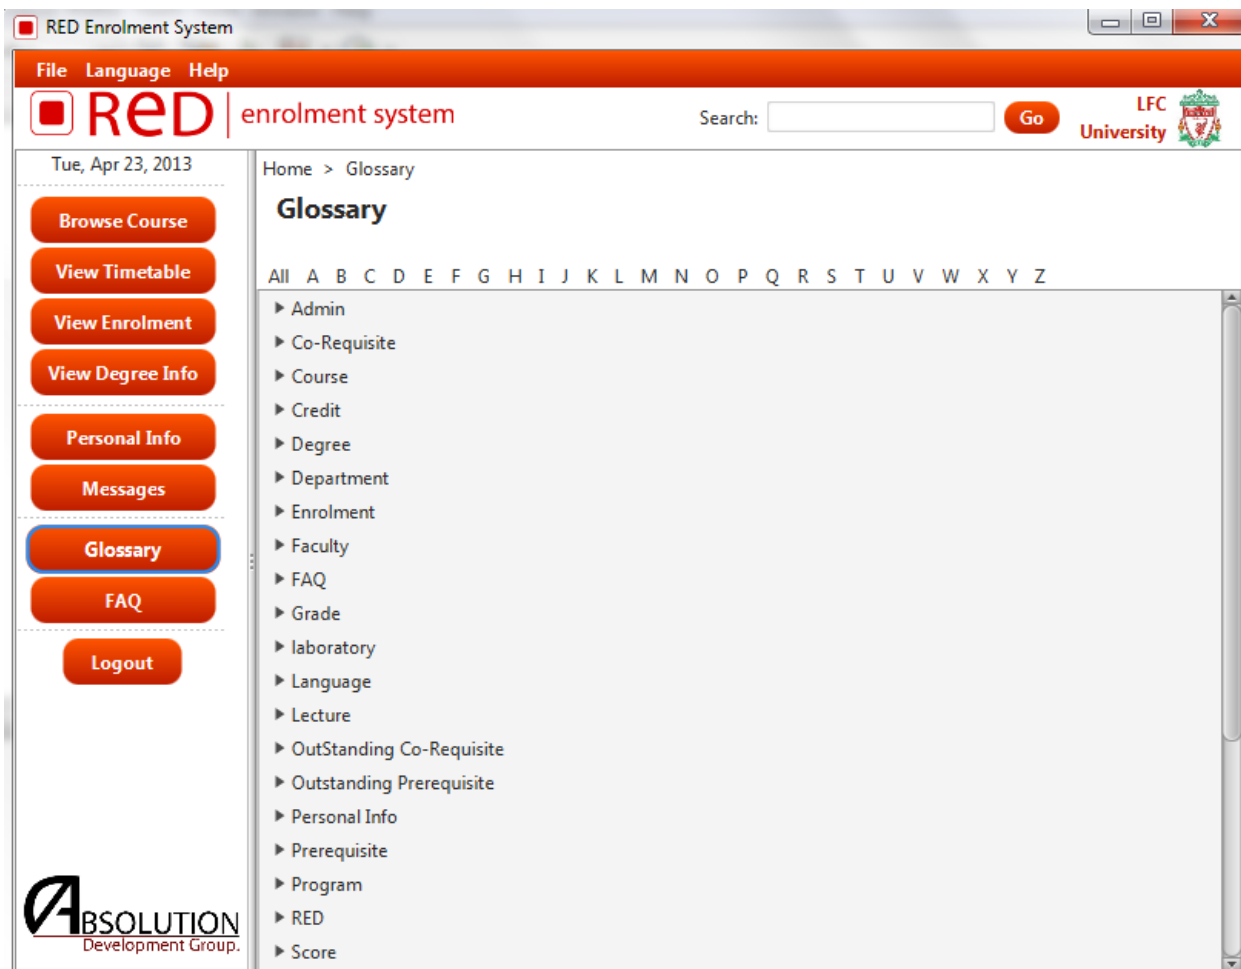 RED Enrolment System
File Language Help
RED enrolment system
Search:
Go
LFC
University
Tue, Apr 23, 2013
Browse Course
View Timetable
View Enrolment
View Degree Info
Personal Info
Messages
Glossary
FAQ
Logout
ABSOLUTION
Development Group.
Home > Glossary
Glossary
All A B C D E F G H I J K L M N O P Q R S T U V W X Y Z
Admin
Co-Requisite
Course
Credit
Degree
Department
Enrolment
Faculty
FAQ
Grade
laboratory
Language
Lecture
OutStanding Co-Requisite
Outstanding Prerequisite
Personal Info
Prerequisite
Program
RED
Score